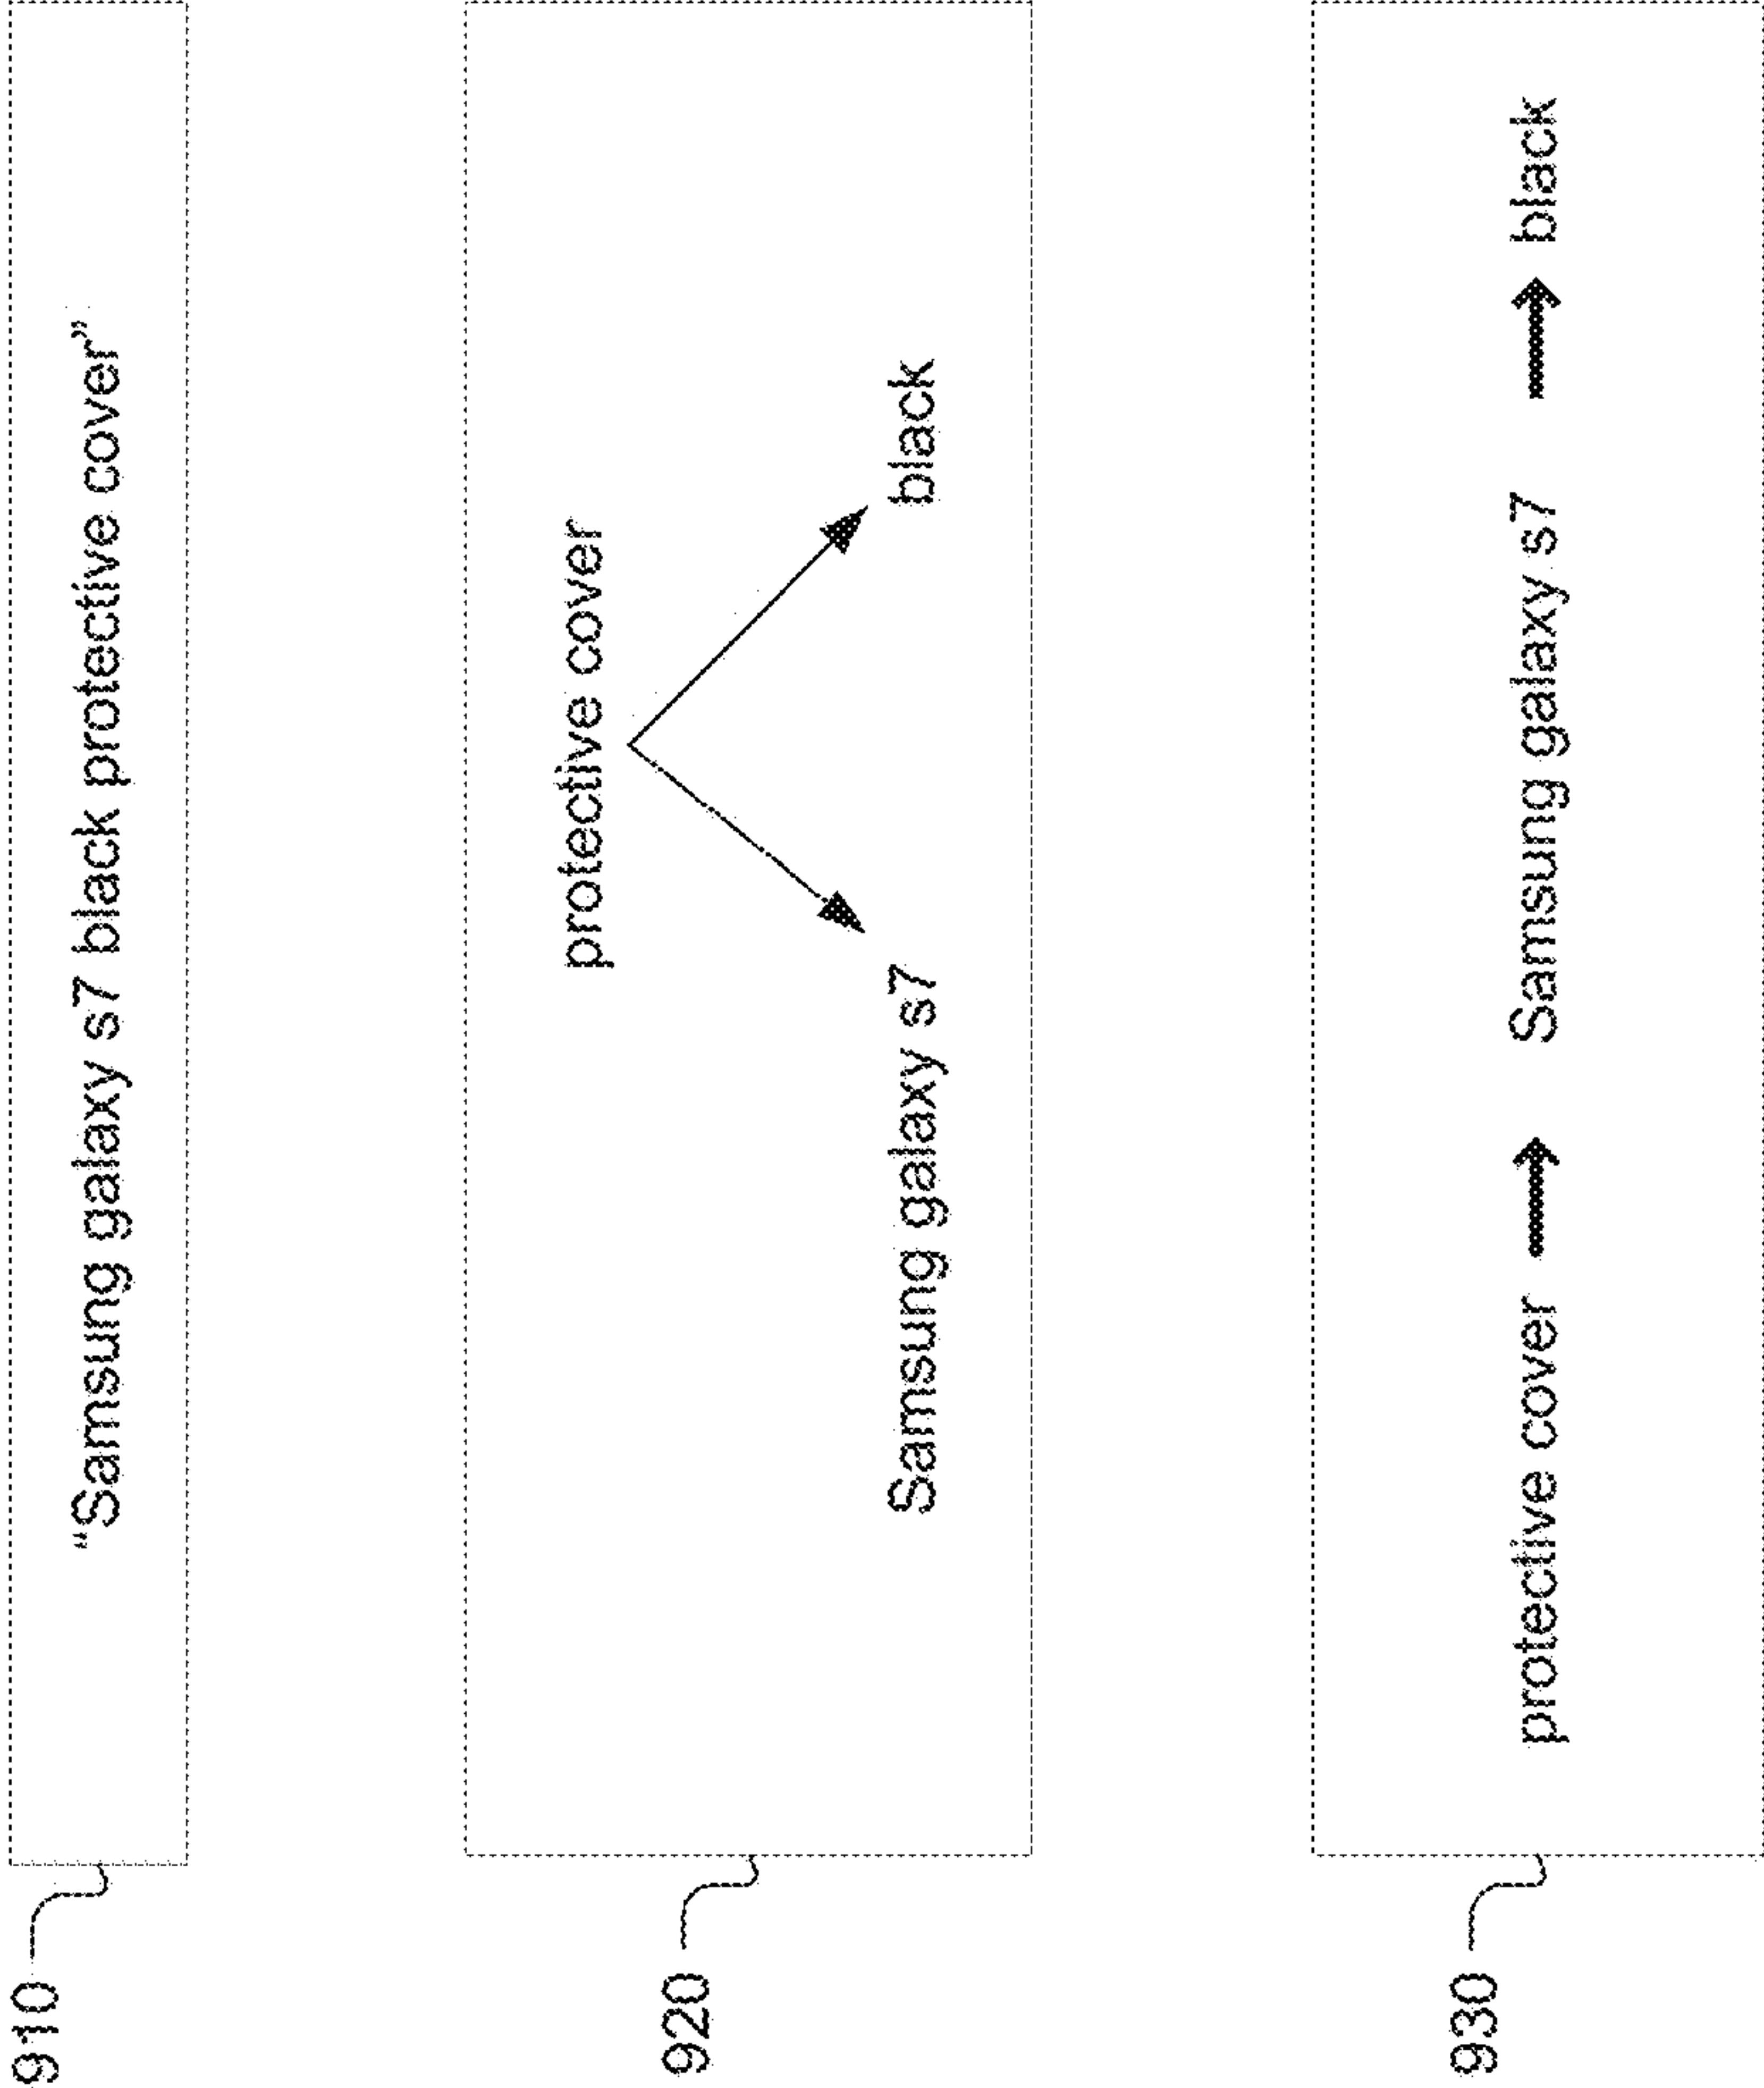 910
“Samsung galaxy s7 black protective cover”
920
protective cover
Samsung galaxy s7 black
930
protective cover → Samsung galaxy s7 → black